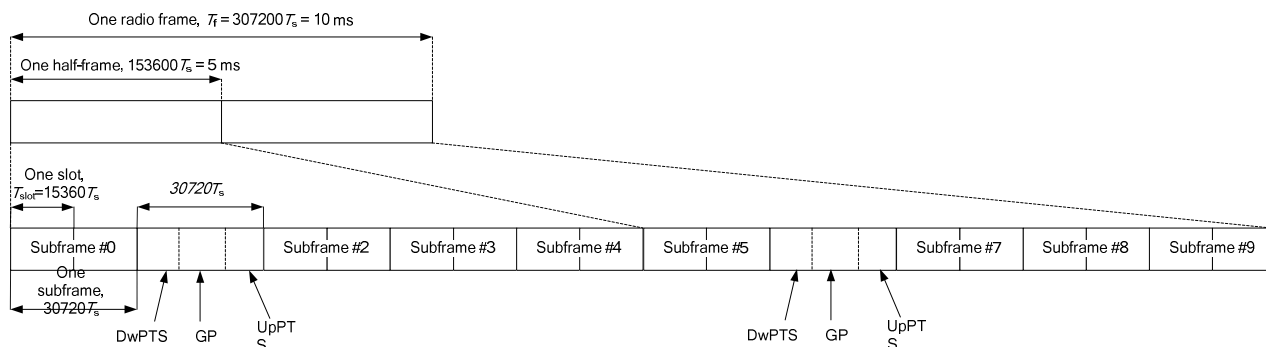 One radio frame, Tf = 307200Ts = 10 ms
One half-frame, 153600Ts = 5 ms
One slot,
Tslot=15360Ts
30720Ts
Subframe #0
Subframe #2
Subframe #3
Subframe #4
Subframe #5
Subframe #7
Subframe #8
Subframe #9
One
subframe,
30720Ts
DwPTS
GP
UpPT
S
DwPTS
GP
UpPT
S